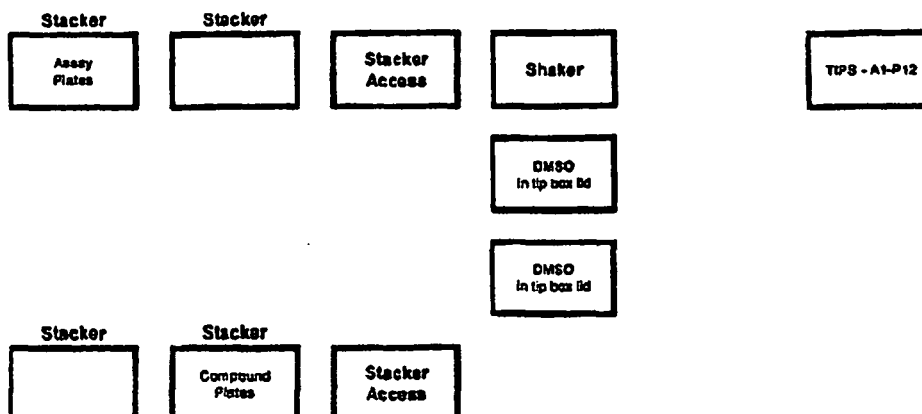 Stacker Stacker
Assay
Plates
Stacker
Access
Shaker
TIPS - A1-P12
DMSO
in tip box lid
DMSO
in tip box lid
Stacker Stacker
Compound
Plates
Stacker
Access